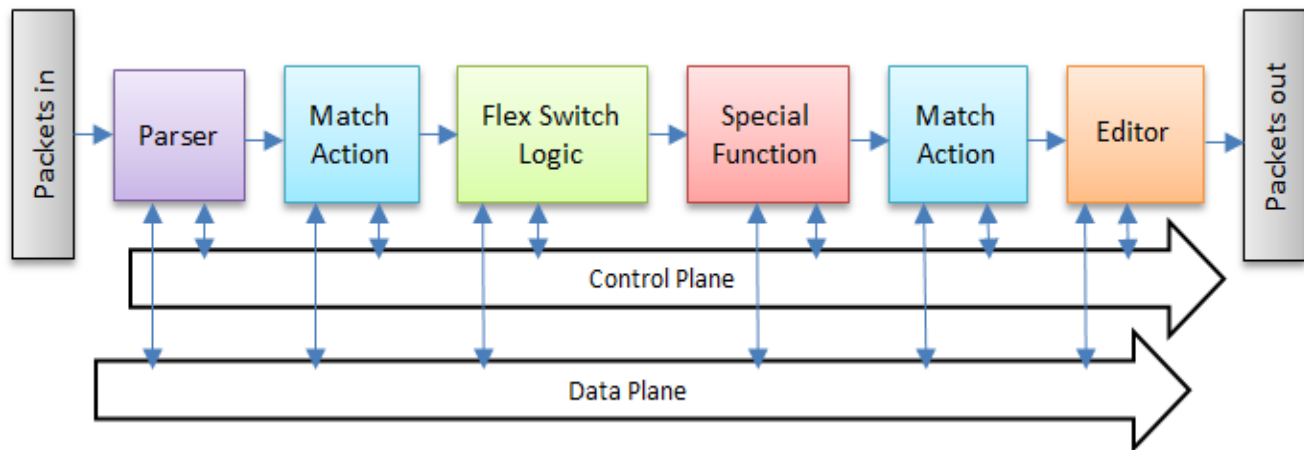 Packets in
Parser
Match
Action
Flex Switch
Logic
Special
Function
Match
Action
Editor
Packets out
Control Plane
Data Plane